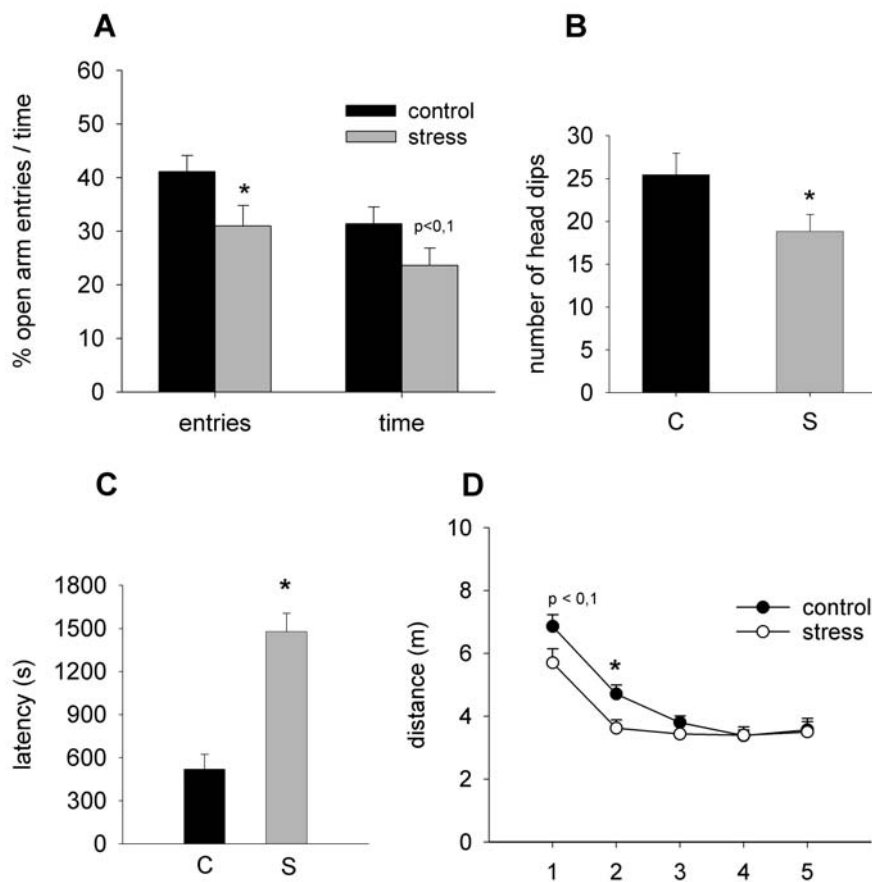 A
% open arm entries / time
60
50
40
30
20
10
0
control
stress
*
p<0,1
entries
time
B
number of head dips
30
25
20
15
10
5
0
*
C
S
C
latency (s)
1800
1500
1200
900
600
300
0
*
C
S
D
distance (m)
10
8
6
4
2
0
p < 0,1
*
control
stress
1 2 3 4 5